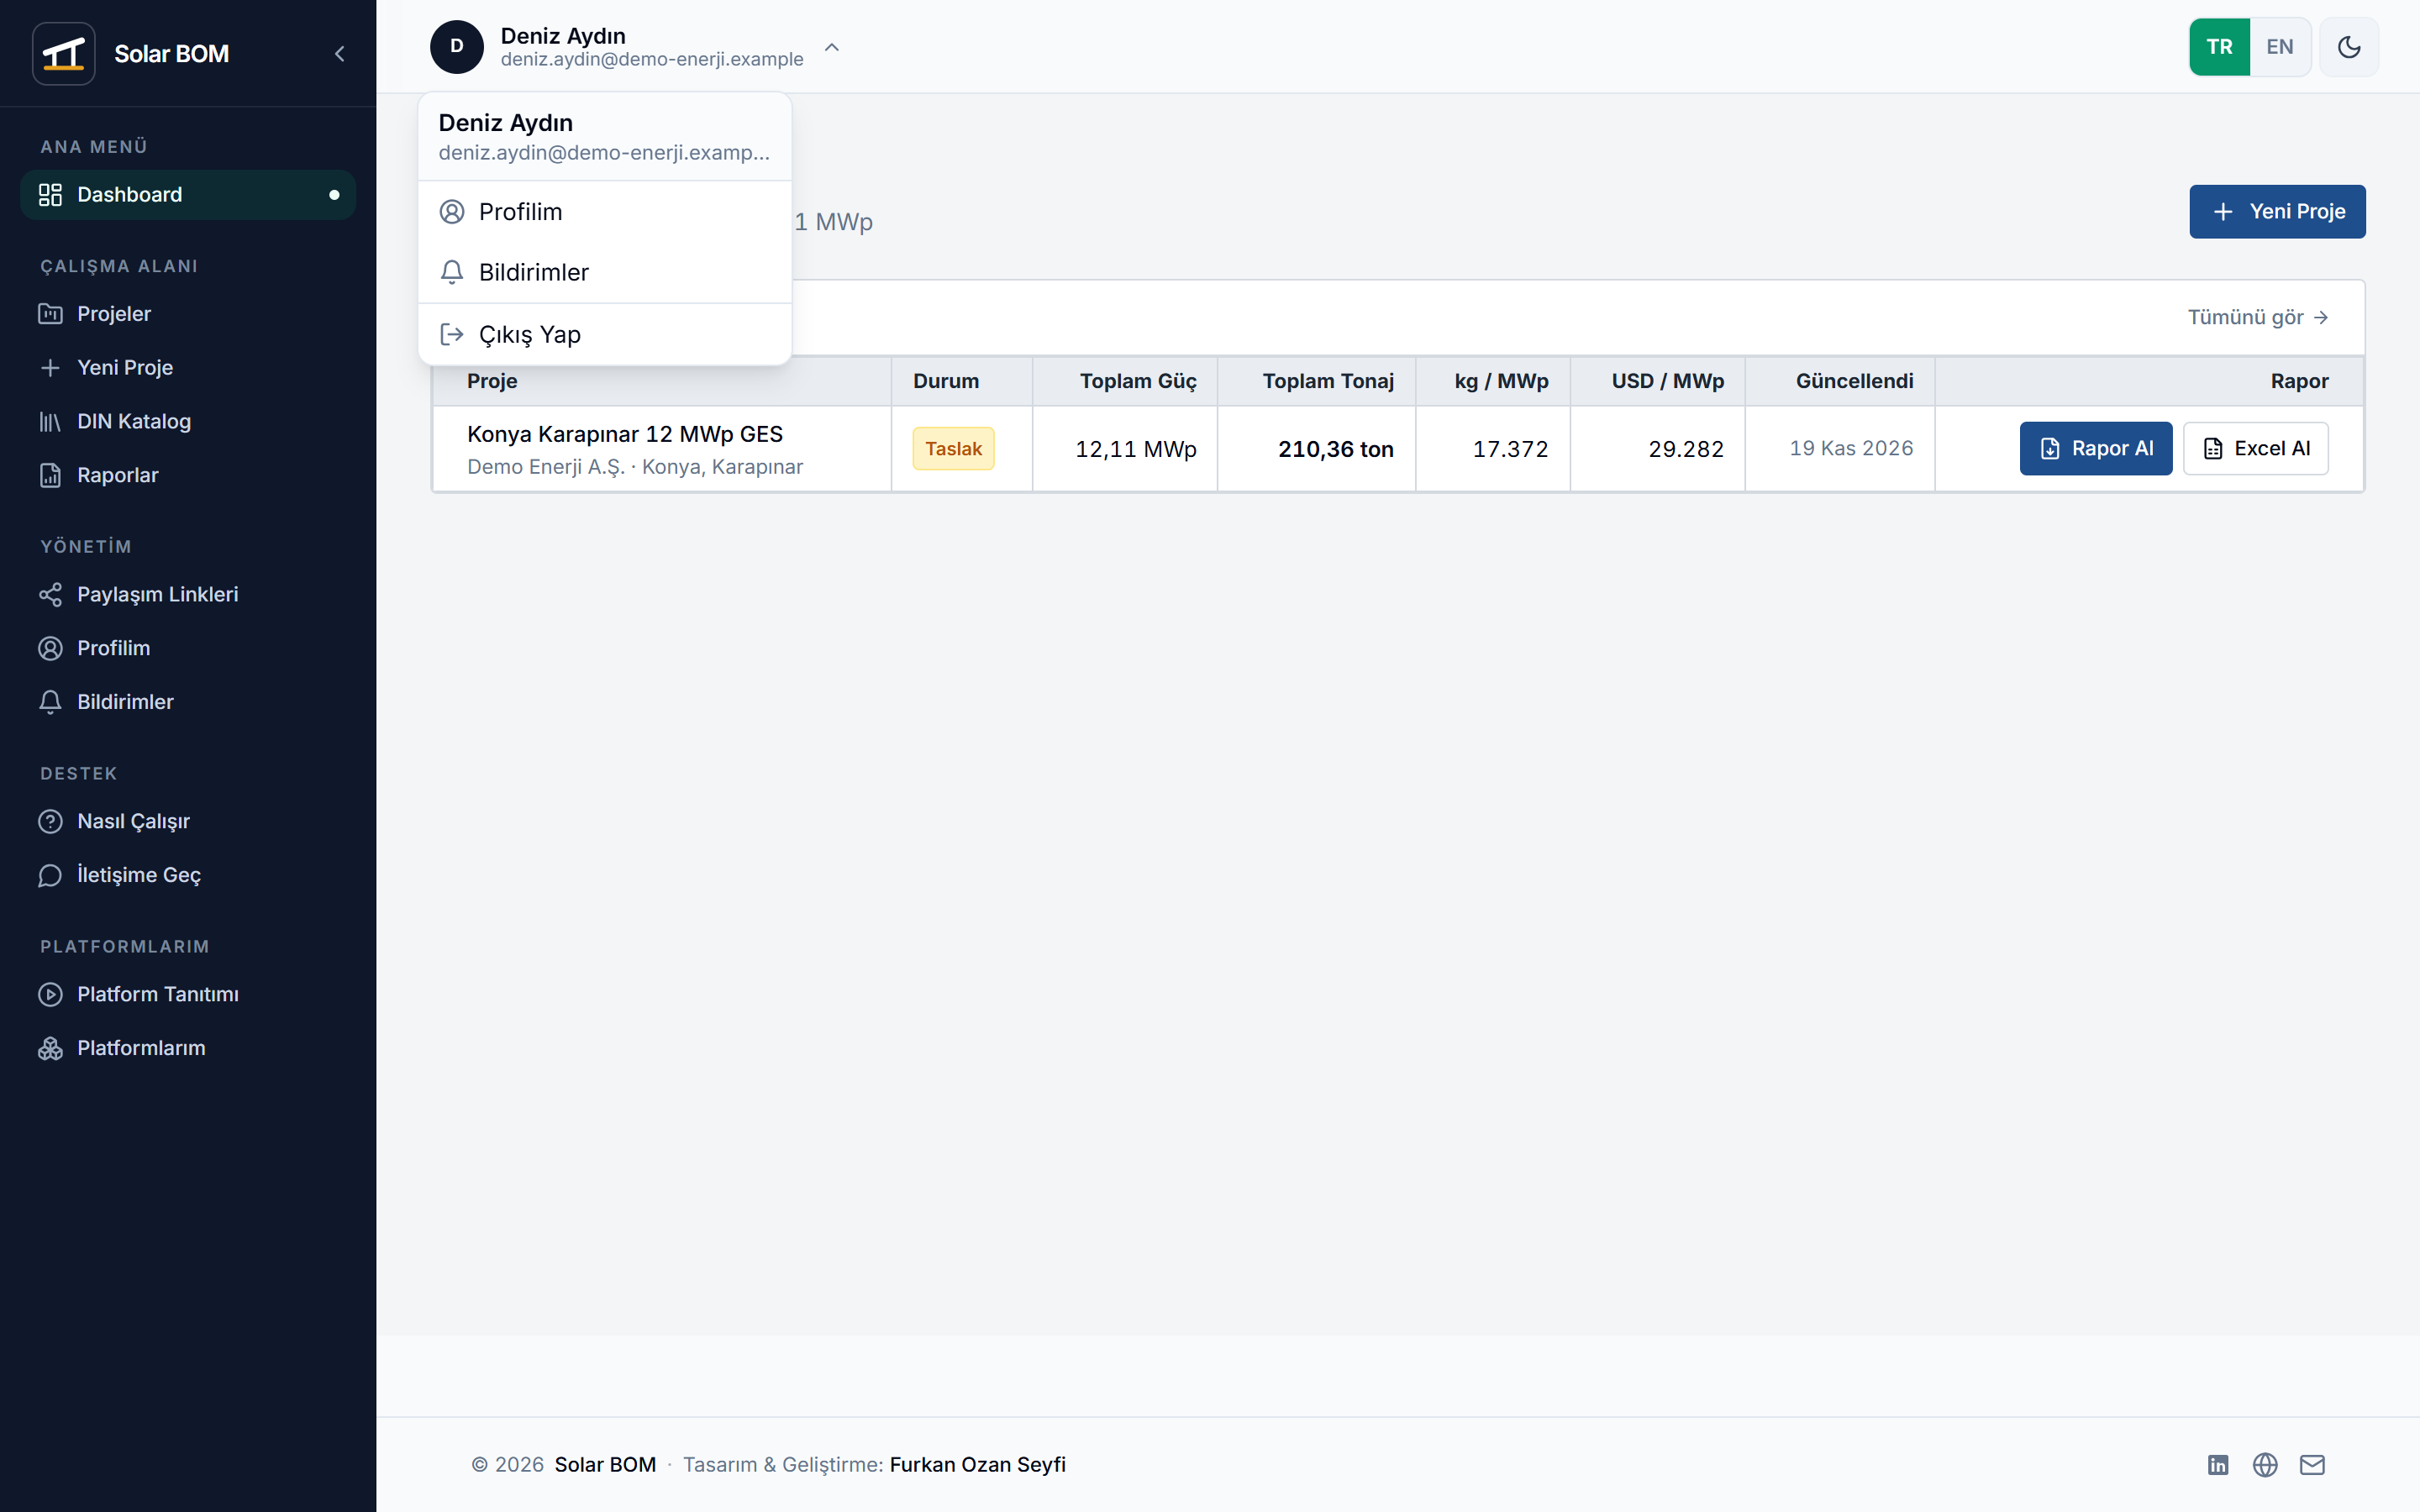 Solar BOM
ANA MENÜ
Dashboard
ÇALIŞMA ALANI
Projeler
Yeni Proje
DIN Katalog
Raporlar
YÖNETİM
Paylaşım Linkleri
Profilim
Bildirimler
DESTEK
Nasıl Çalışır
İletişime Geç
PLATFORMLARIM
Platform Tanıtımı
Platformlarım
D
Deniz Aydın
deniz.aydin@demo-enerji.example
TR EN
Deniz Aydın
deniz.aydin@demo-enerji.examp...
Profilim
Bildirimler
Çıkış Yap
1 MWp
Yeni Proje
Tümünü gör →
Proje Durum Toplam Güç Toplam Tonaj kg / MWp USD / MWp Güncellendi Rapor
Konya Karapınar 12 MWp GES
Demo Enerji A.Ş. · Konya, Karapınar
Taslak 12,11 MWp 210,36 ton 17.372 29.282 19 Kas 2026 Rapor Al Excel Al
© 2026 Solar BOM · Tasarım & Geliştirme: Furkan Ozan Seyfi
in